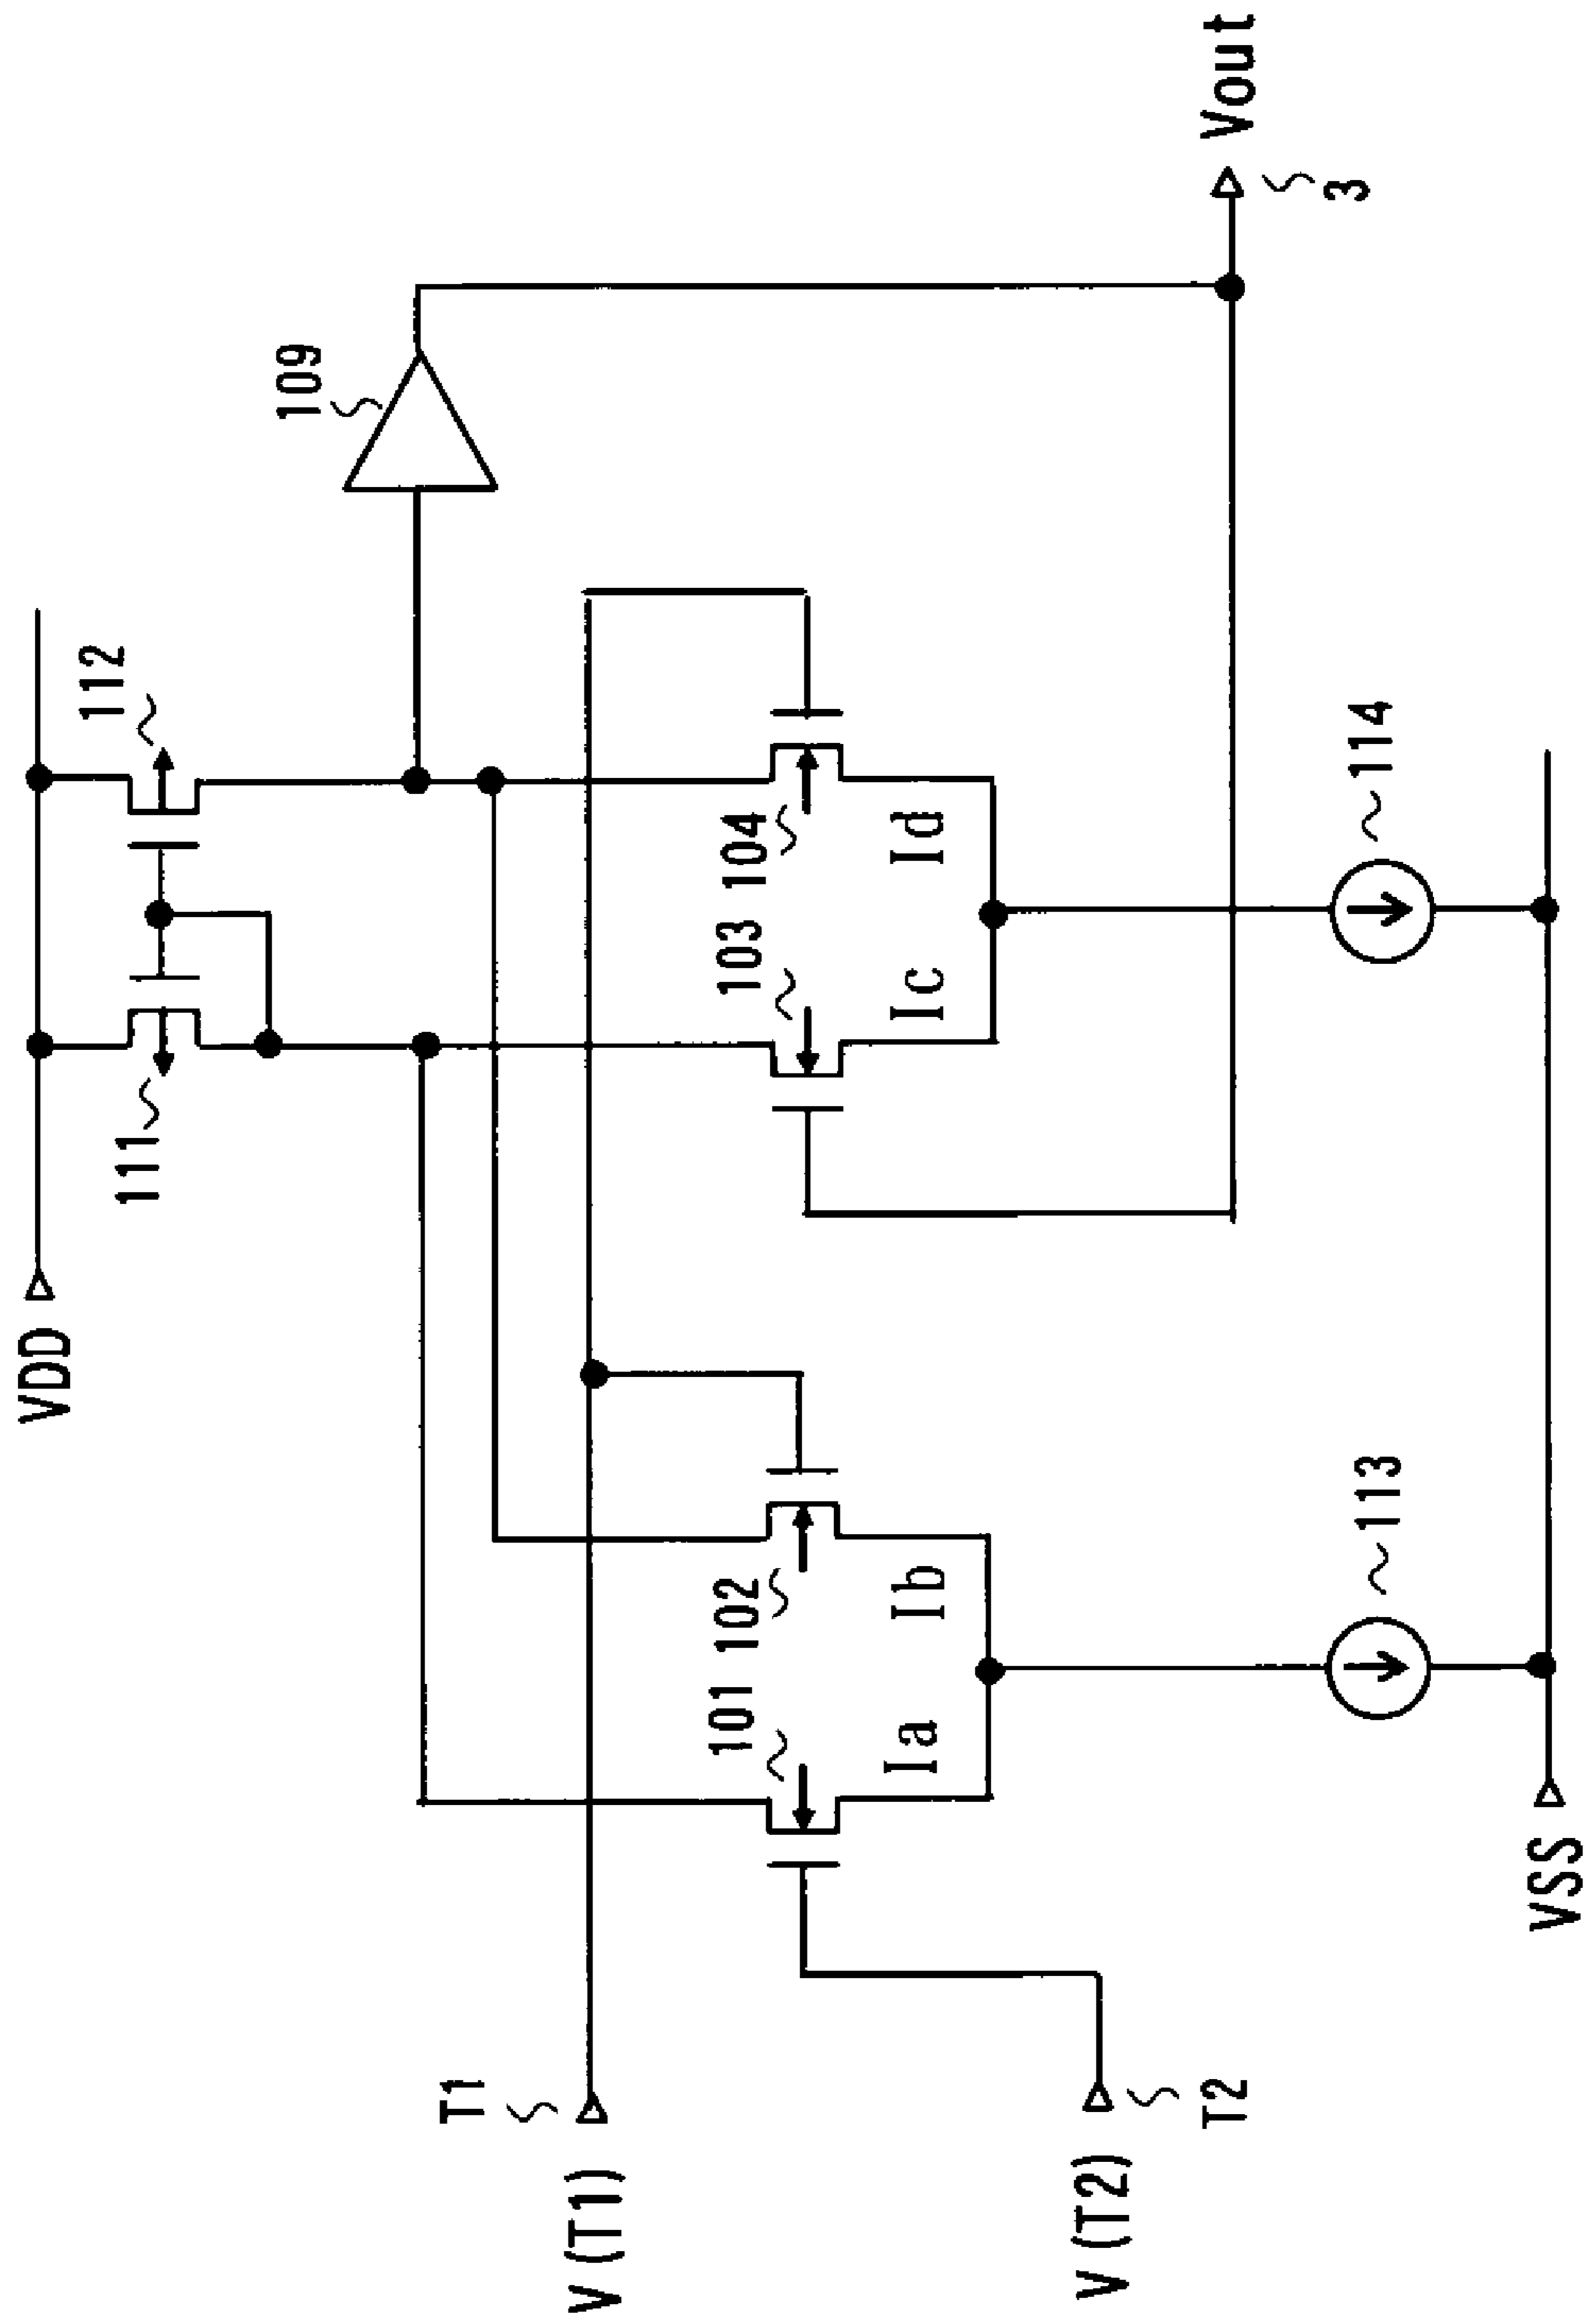 VDD
111
112
109
T1
V (T1)
101
102
103
104
Ia
Ib
Ic
Id
V (T2)
T2
113
114
Vout
3
VSS